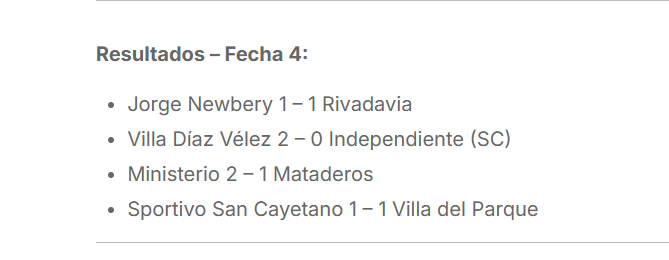 Resultados – Fecha 4:
• Jorge Newbery 1 – 1 Rivadavia
• Villa Díaz Vélez 2 – 0 Independiente (SC)
• Ministerio 2 – 1 Mataderos
• Sportivo San Cayetano 1 – 1 Villa del Parque